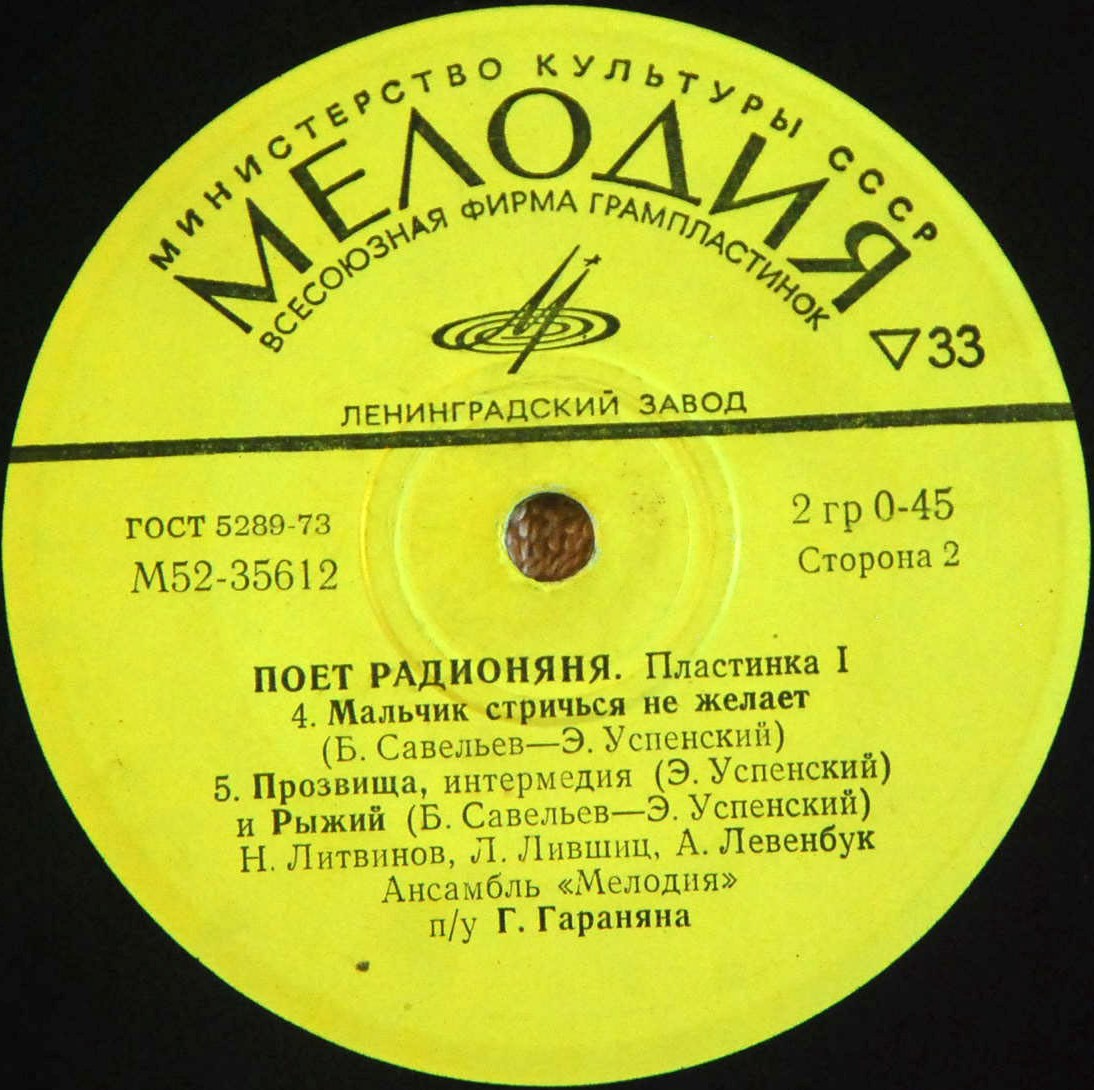 МИНИСТЕРСТВО КУЛЬТУРЫ СССР
МЕЛОДИЯ
ВСЕСОЮЗНАЯ ФИРМА ГРАМПЛАСТИНОК
▽33
ЛЕНИНГРАДСКИЙ ЗАВОД
ГОСТ 5289-73
М52-35612
2 гр 0-45
Сторона 2
ПОЕТ РАДИОНЯНЯ. Пластинка I
4. Мальчик стричься не желает
(Б. Савельев—Э. Успенский)
5. Прозвища, интермедия (Э. Успенский)
и Рыжий (Б. Савельев—Э. Успенский)
Н. Литвинов, Л. Лившиц, А. Левенбук
Ансамбль «Мелодия»
п/у Г. Гараняна